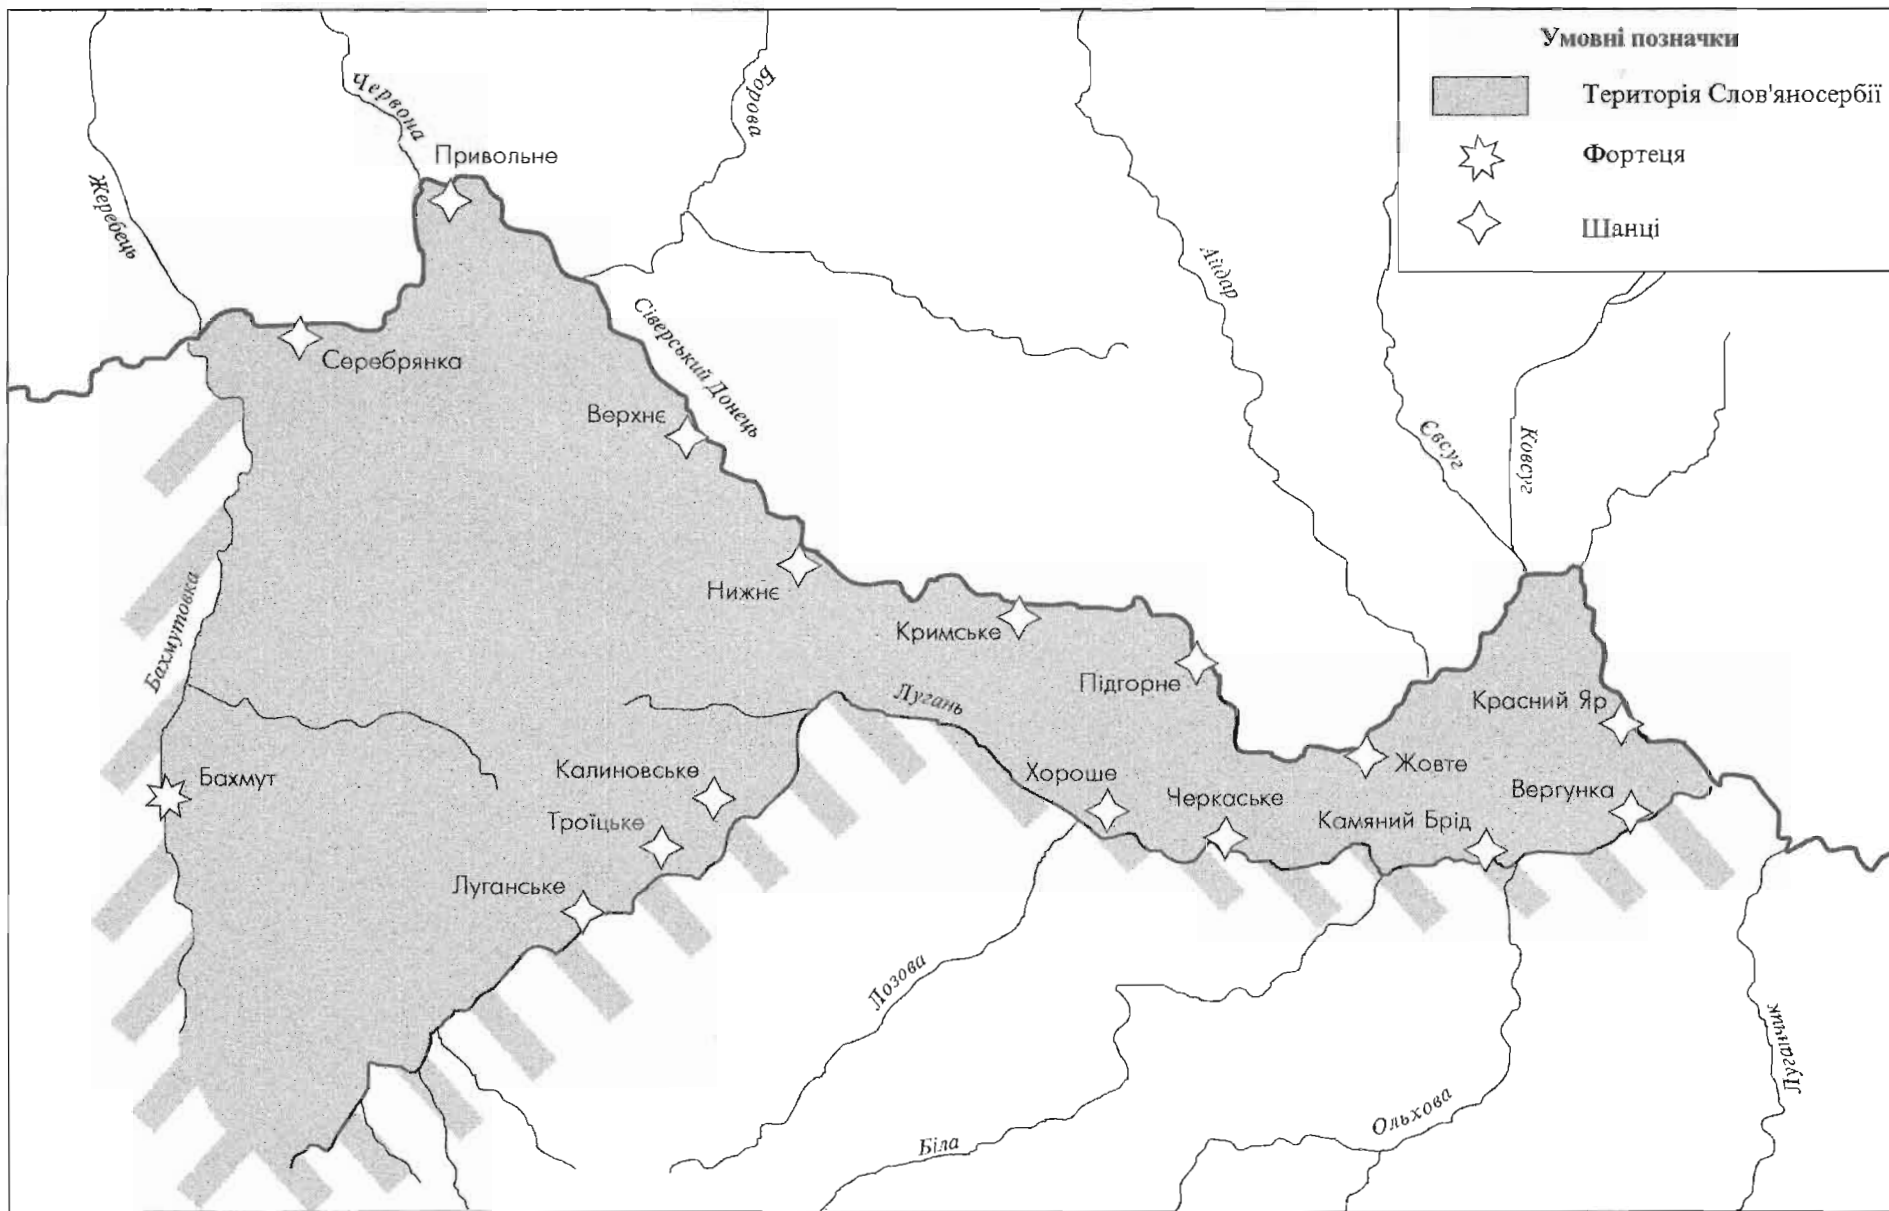 Умовні позначки
Територія Слов'яносербії
Фортеця
Шанці
Червона
Борова
Привольне
Жеребець
Айдар
Сіверський Донець
Серебрянка
Верхнє
Євсуг
Ковсуг
Нижнє
Бахмутовка
Кримське
Підгорне
Лугань
Красний Яр
Бахмут
Калиновське
Хороше
Жовте
Черкаське
Вергунка
Троїцьке
Камяний Брід
Луганське
Лозова
Луганчик
Ольхова
Біла